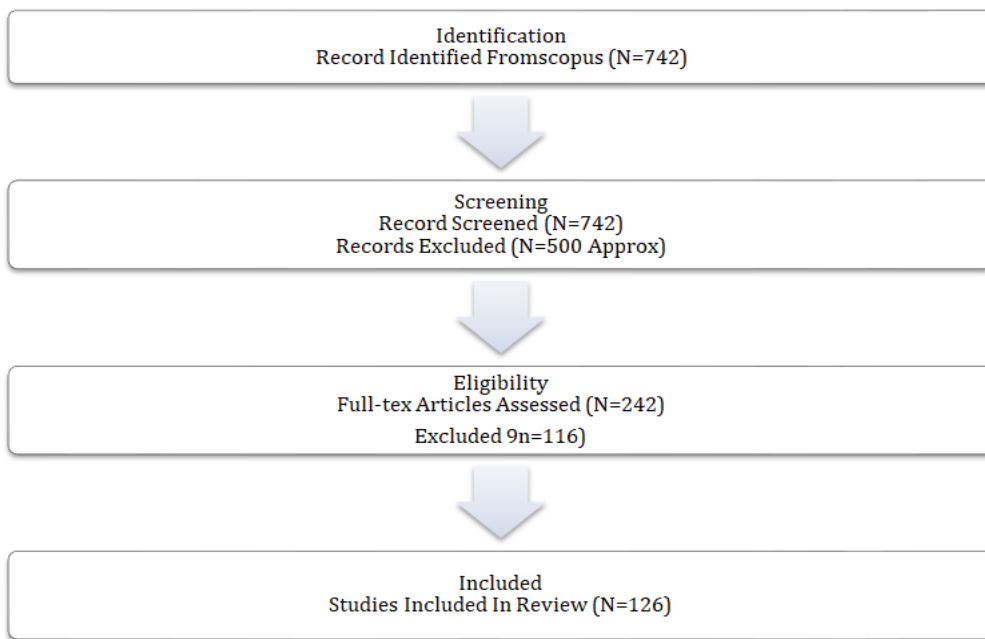 Identification
Record Identified Fromscopus (N=742)
Screening
Record Screened (N=742)
Records Excluded (N=500 Approx)
Eligibility
Full-tex Articles Assessed (N=242)
Excluded 9n=116)
Included
Studies Included In Review (N=126)